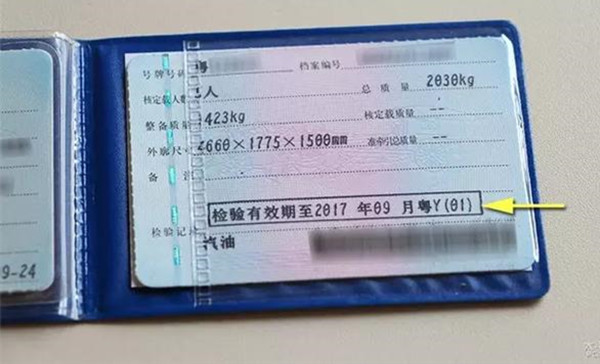 号牌号码 粤 档案编号
核定载人数 人 总质量 2030kg
整备质量 1423kg 核定载质量 --
外廓尺寸 4660×1775×1500mm 准牵引总质量 --
备注
检验有效期至2017 年09 月粤Y(01)
检验记录
汽油
9-24